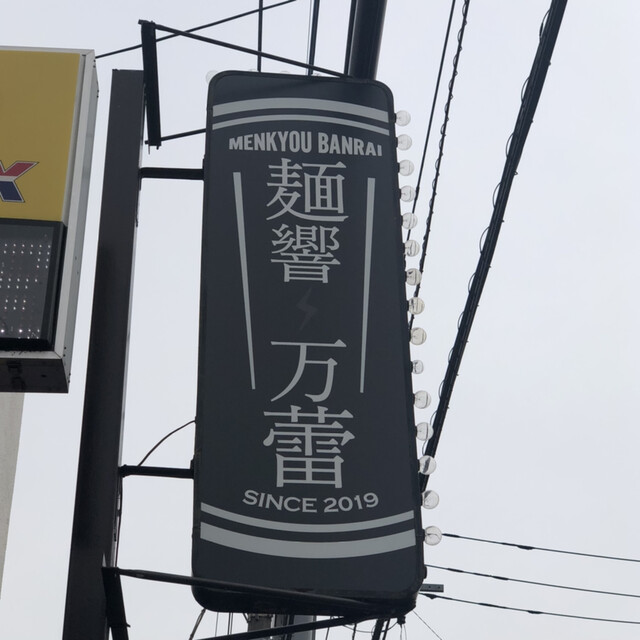 MENKYOU BANRAI
麺響
万蕾
SINCE 2019
X